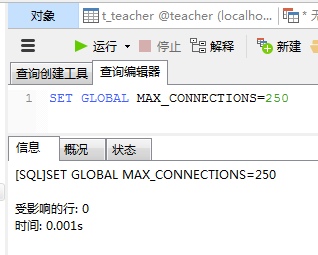 对象
t_teacher @teacher (localho...
* 无
运行
停止
解释
新建
查询创建工具
查询编辑器
1
SET GLOBAL MAX_CONNECTIONS=250
信息
概况
状态
[SQL]SET GLOBAL MAX_CONNECTIONS=250
受影响的行: 0
时间: 0.001s